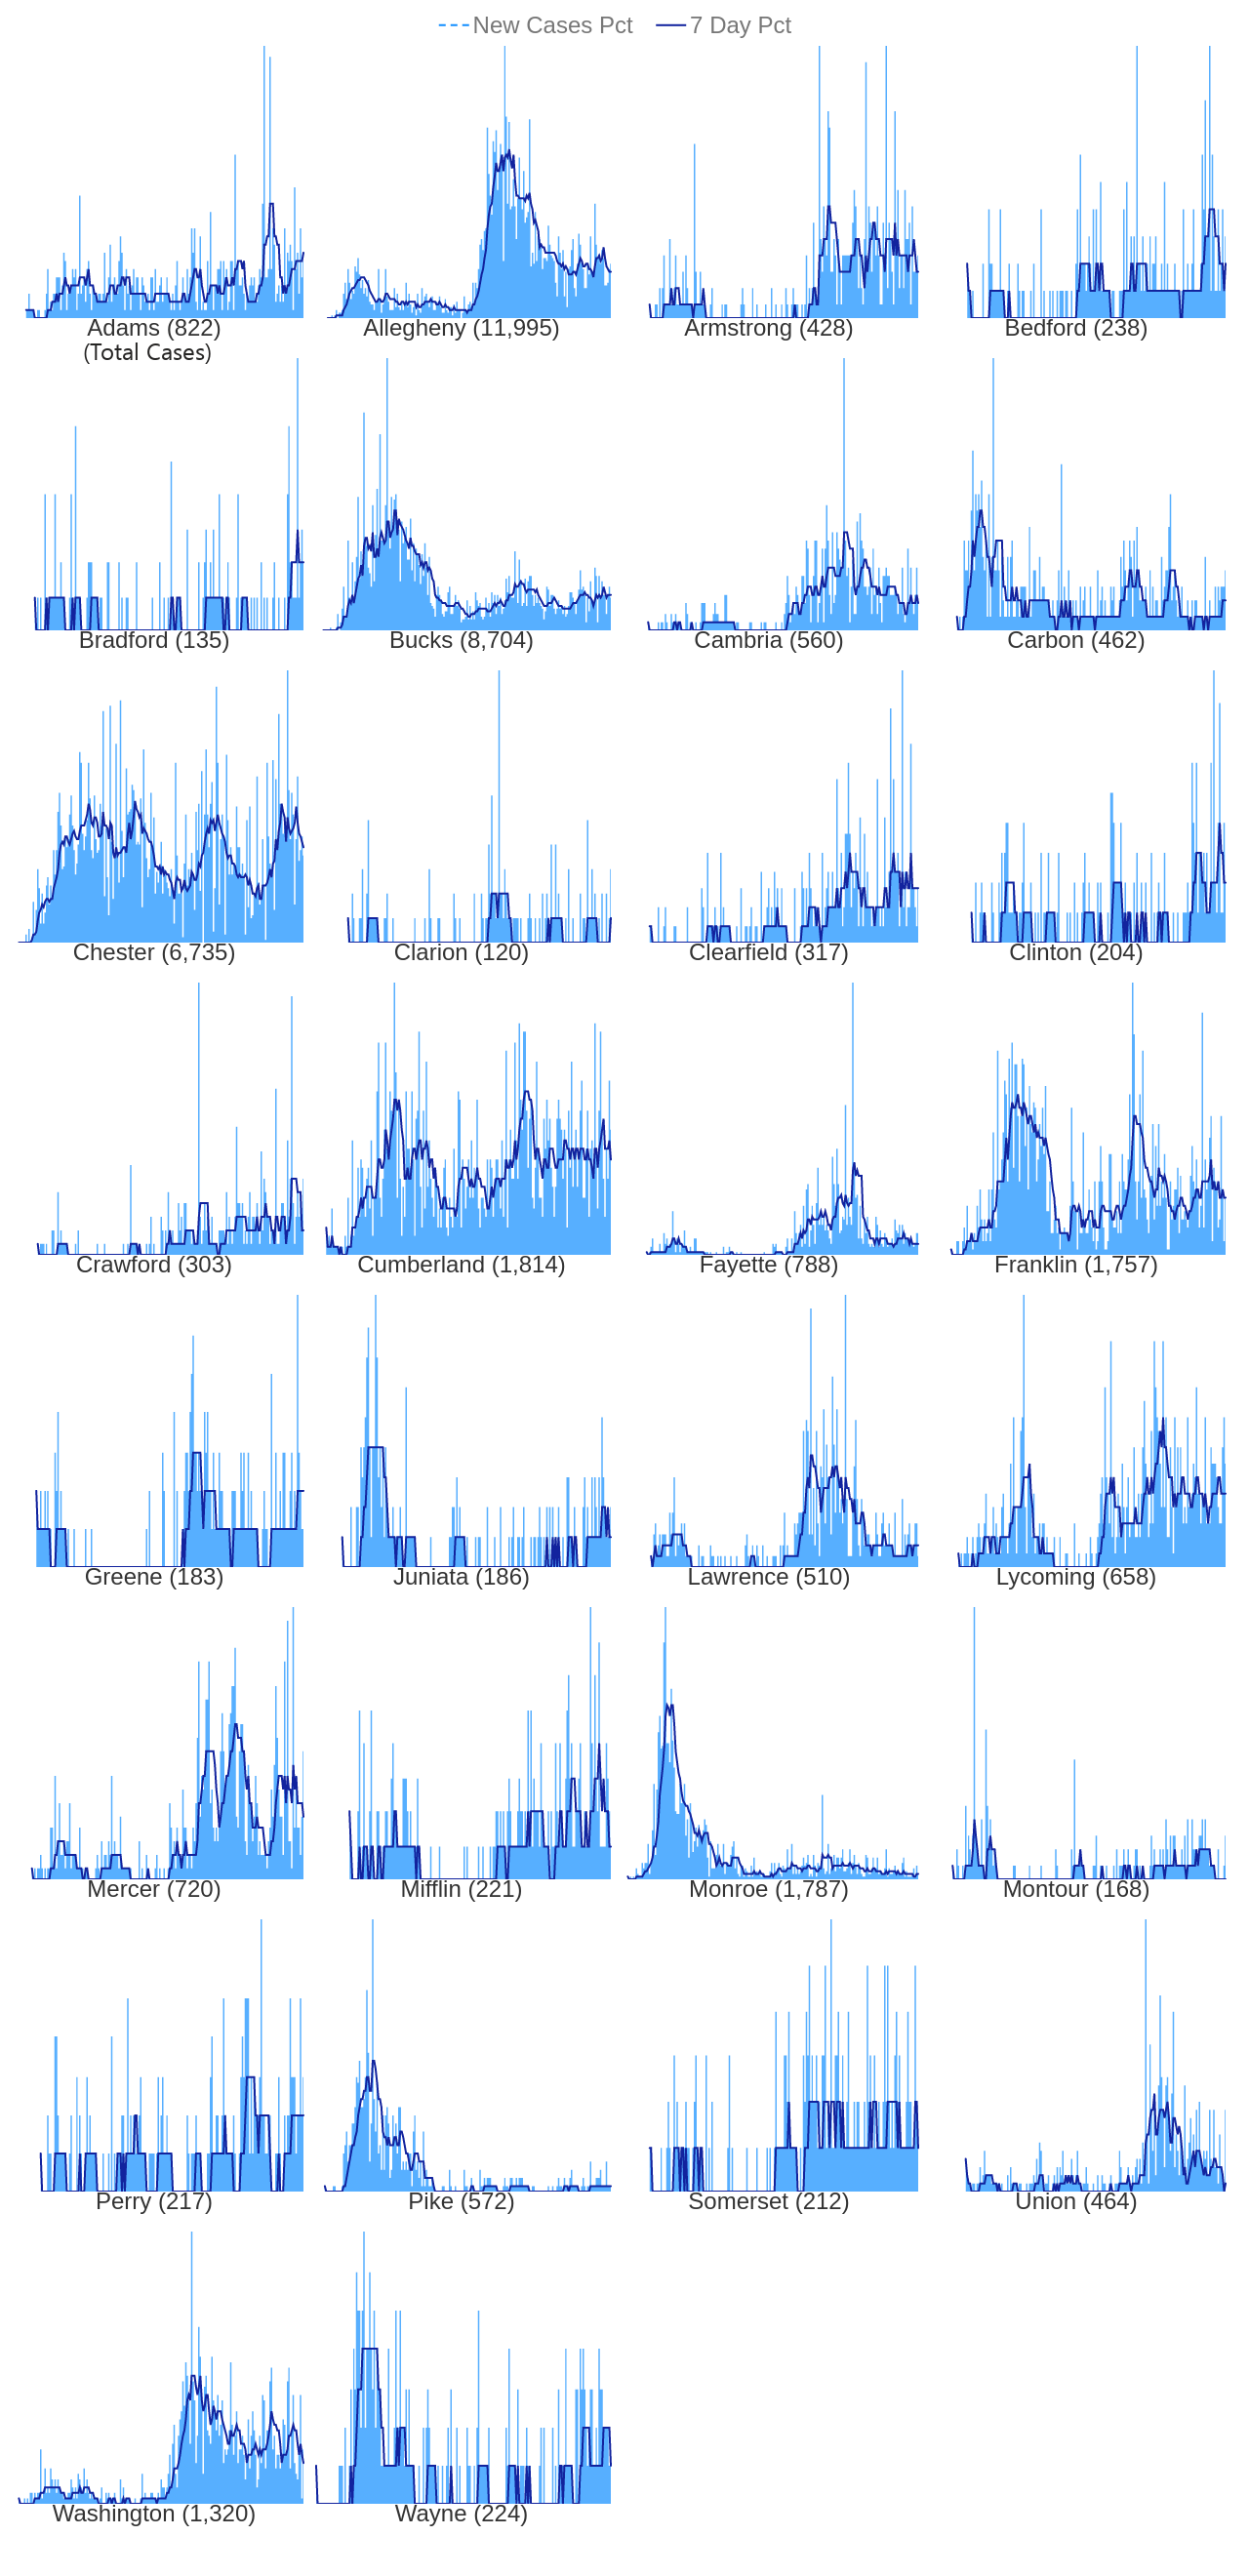 New Cases Pct 7 Day Pct
Adams (822) Allegheny (11,995) Armstrong (428) Bedford (238)
(Total Cases)
Bradford (135) Bucks (8,704) Cambria (560) Carbon (462)
Chester (6,735) Clarion (120) Clearfield (317) Clinton (204)
Crawford (303) Cumberland (1,814) Fayette (788) Franklin (1,757)
Greene (183) Juniata (186) Lawrence (510) Lycoming (658)
Mercer (720) Mifflin (221) Monroe (1,787) Montour (168)
Perry (217) Pike (572) Somerset (212) Union (464)
Washington (1,320) Wayne (224)